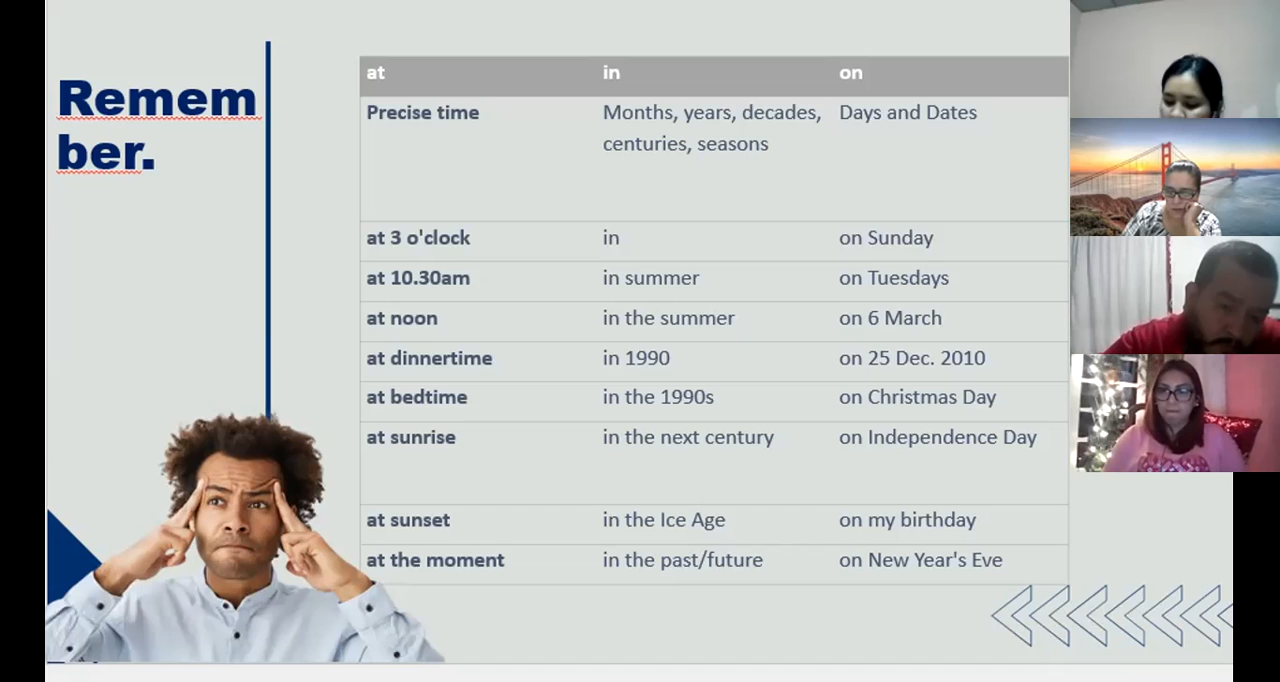 Remem
ber.
at in on
Precise time Months, years, decades, Days and Dates
centuries, seasons
at 3 o'clock in on Sunday
at 10.30am in summer on Tuesdays
at noon in the summer on 6 March
at dinnertime in 1990 on 25 Dec. 2010
at bedtime in the 1990s on Christmas Day
at sunrise in the next century on Independence Day
at sunset in the Ice Age on my birthday
at the moment in the past/future on New Year's Eve